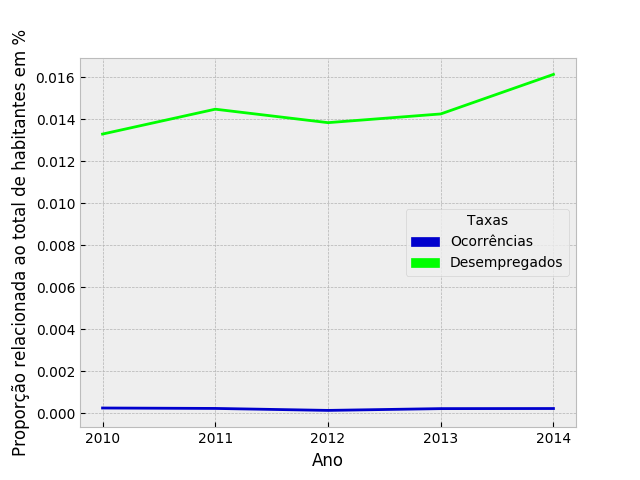 Proporção relacionada ao total de habitantes em %
0.016
0.014
0.012
0.010
0.008
0.006
0.004
0.002
0.000
Taxas
Ocorrências
Desempregados
2010 2011 2012 2013 2014
Ano